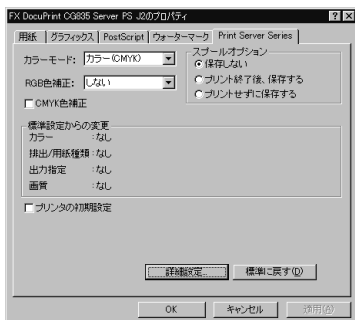 FX DocuPrint CG835 Server PS J2のプロパティ
用紙 グラフィックス PostScript ウォーターマーク Print Server Series
カラーモード: カラー(CMYK)
RGB色補正: しない
CMYK色補正
スプールオプション
保存しない
プリント終了後、保存する
プリントせずに保存する
標準設定からの変更
カラー :なし
排出/用紙種類:なし
出力指定 :なし
画質 :なし
プリンタの初期設定
詳細設定... 標準に戻す(D)
OK キャンセル 適用(A)